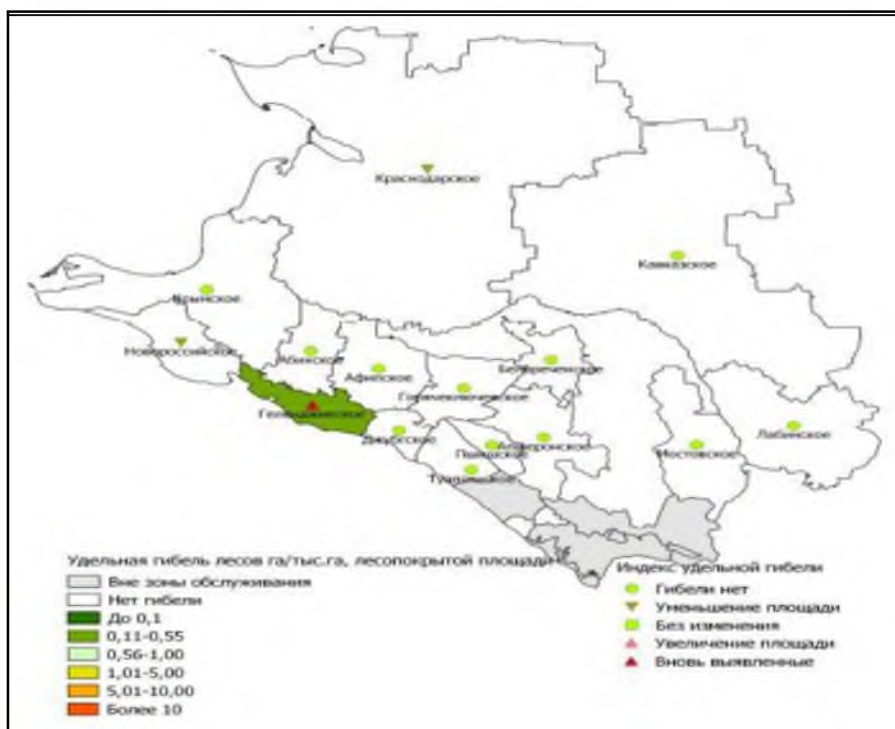 Краснодарское
Кавказское
Крымское
Новороссийское
Абинское
Афипское
Белореченское
Горячеключевское
Геленджикское
Джубгское
Пшишское
Апшеронское
Туапсинское
Мостовское
Лабинское
Удельная гибель лесов га/тыс.га, лесопокрытой площади
Вне зоны обслуживания
Нет гибели
До 0,1
0,11-0,55
0,56-1,00
1,01-5,00
5,01-10,00
Более 10
Индекс удельной гибели
Гибели нет
Уменьшение площади
Без изменения
Увеличение площади
Вновь выявленные